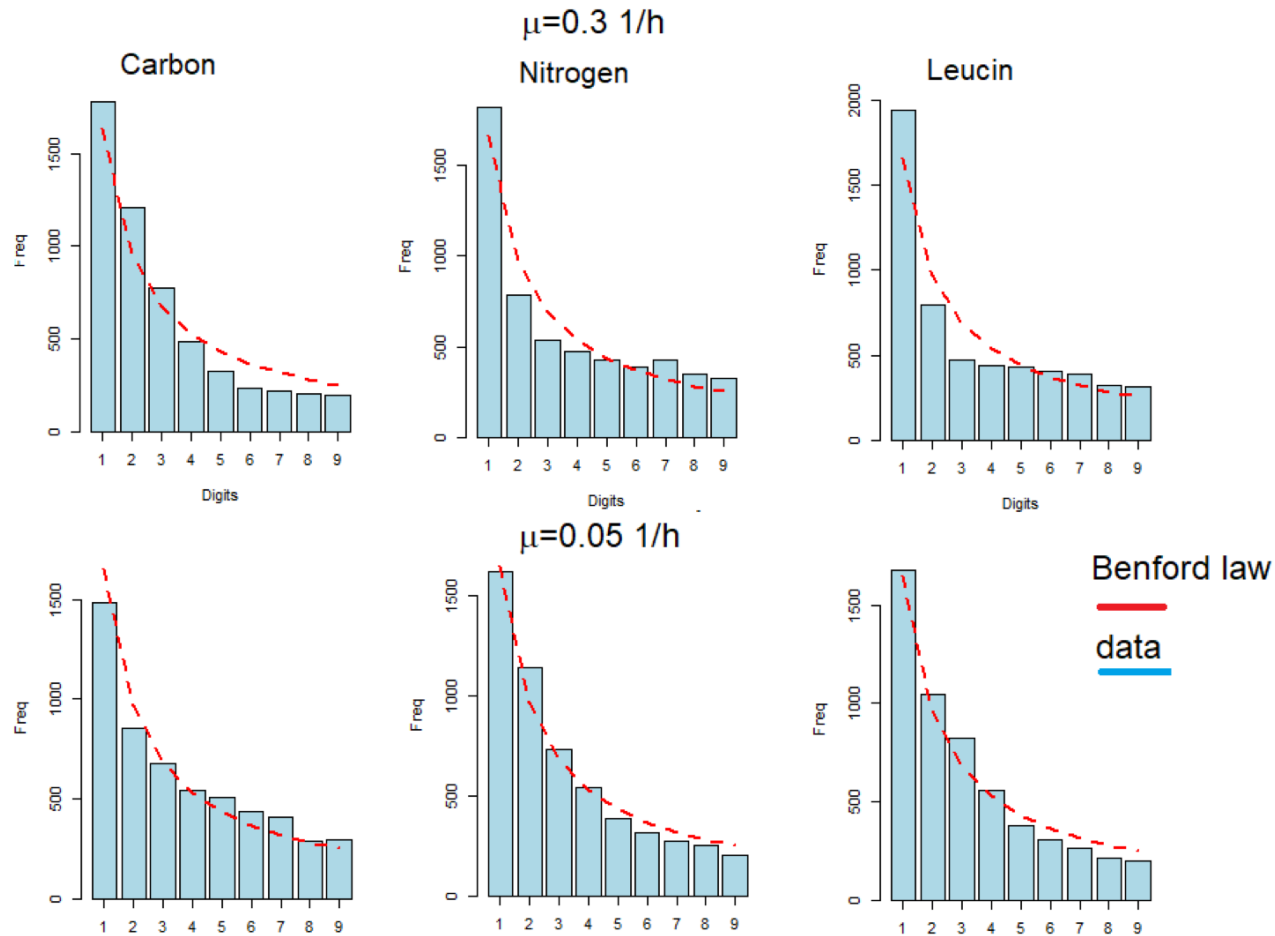 μ=0.3 1/h
Carbon
Nitrogen
Leucin
Freq
0 500 1000 1500
1 2 3 4 5 6 7 8 9
Digits
Freq
0 500 1000 1500
1 2 3 4 5 6 7 8 9
Digits
Freq
0 500 1000 1500 2000
1 2 3 4 5 6 7 8 9
μ=0.05 1/h
Freq
0 500 1000 1500
1 2 3 4 5 6 7 8 9
Freq
0 500 1000 1500
1 2 3 4 5 6 7 8 9
Freq
0 500 1000 1500
1 2 3 4 5 6 7 8 9
Benford law
data